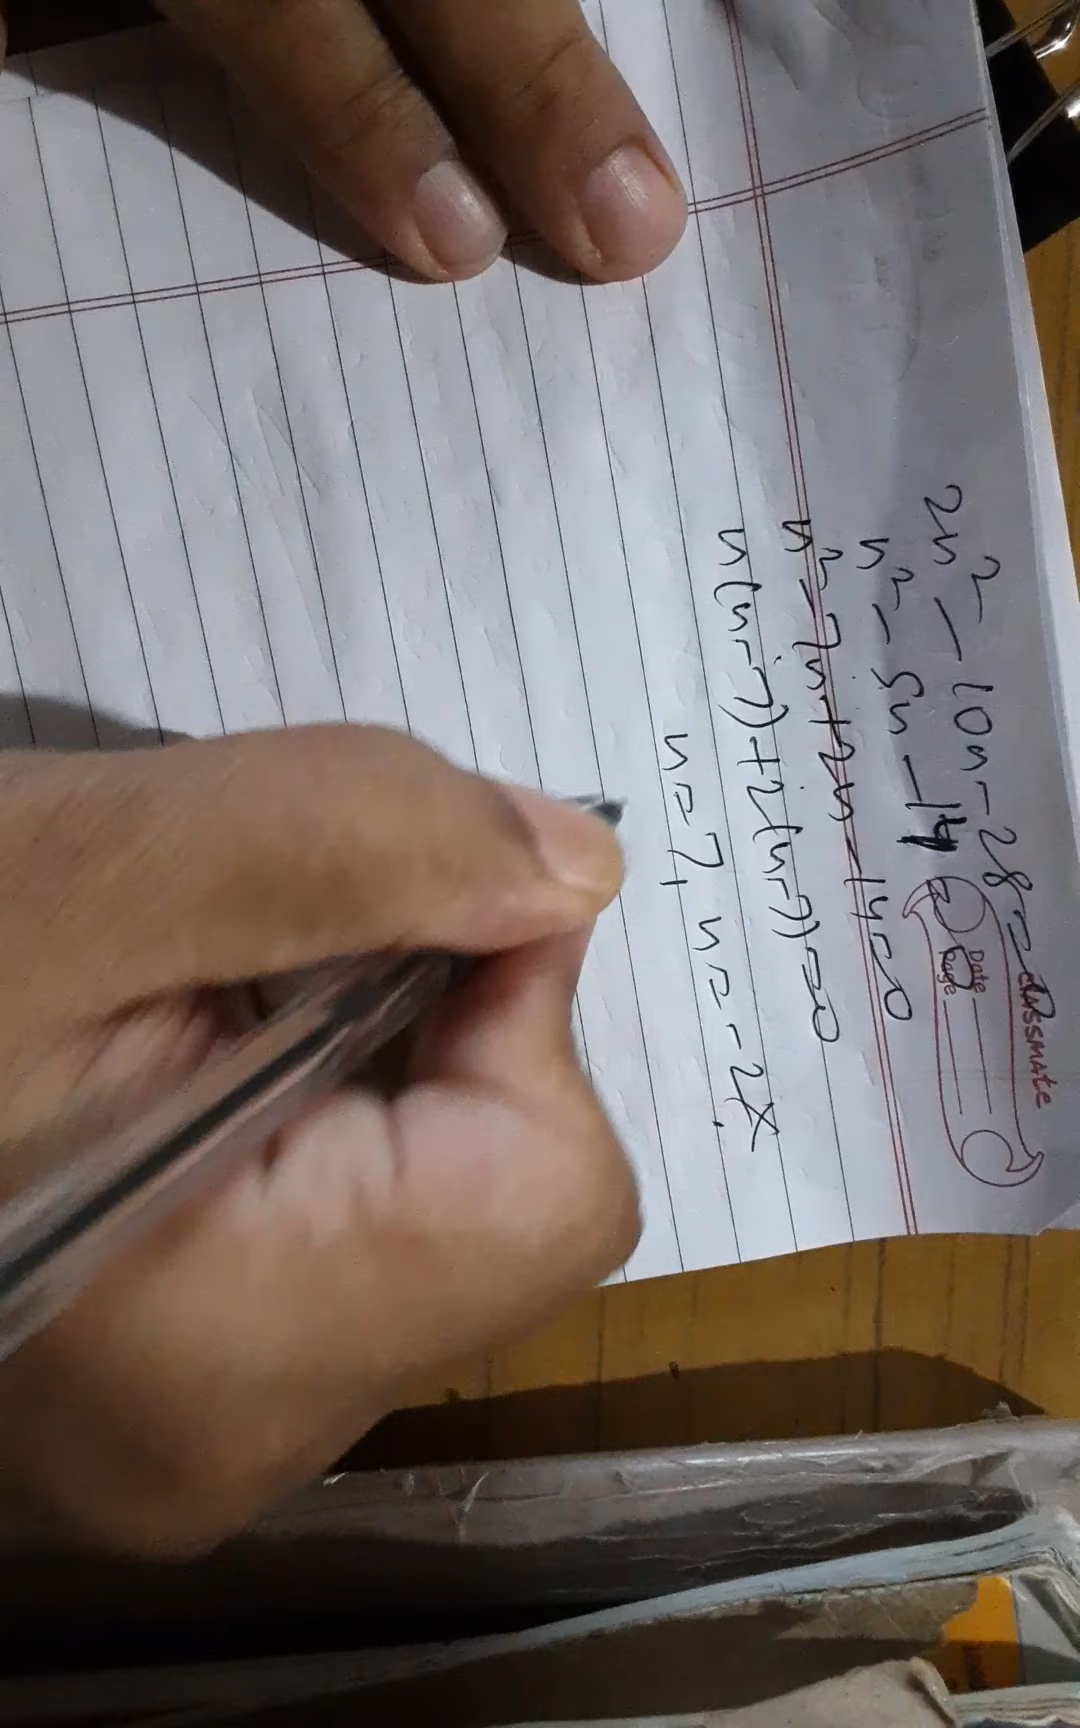 classmate
Date
Page
2n² - 10n - 28 = 0
n² - 5n - 14 = 0
n² - 7n + 2n - 14 = 0
n(n-7) + 2(n-7) = 0
n = 7, n = -2 ×